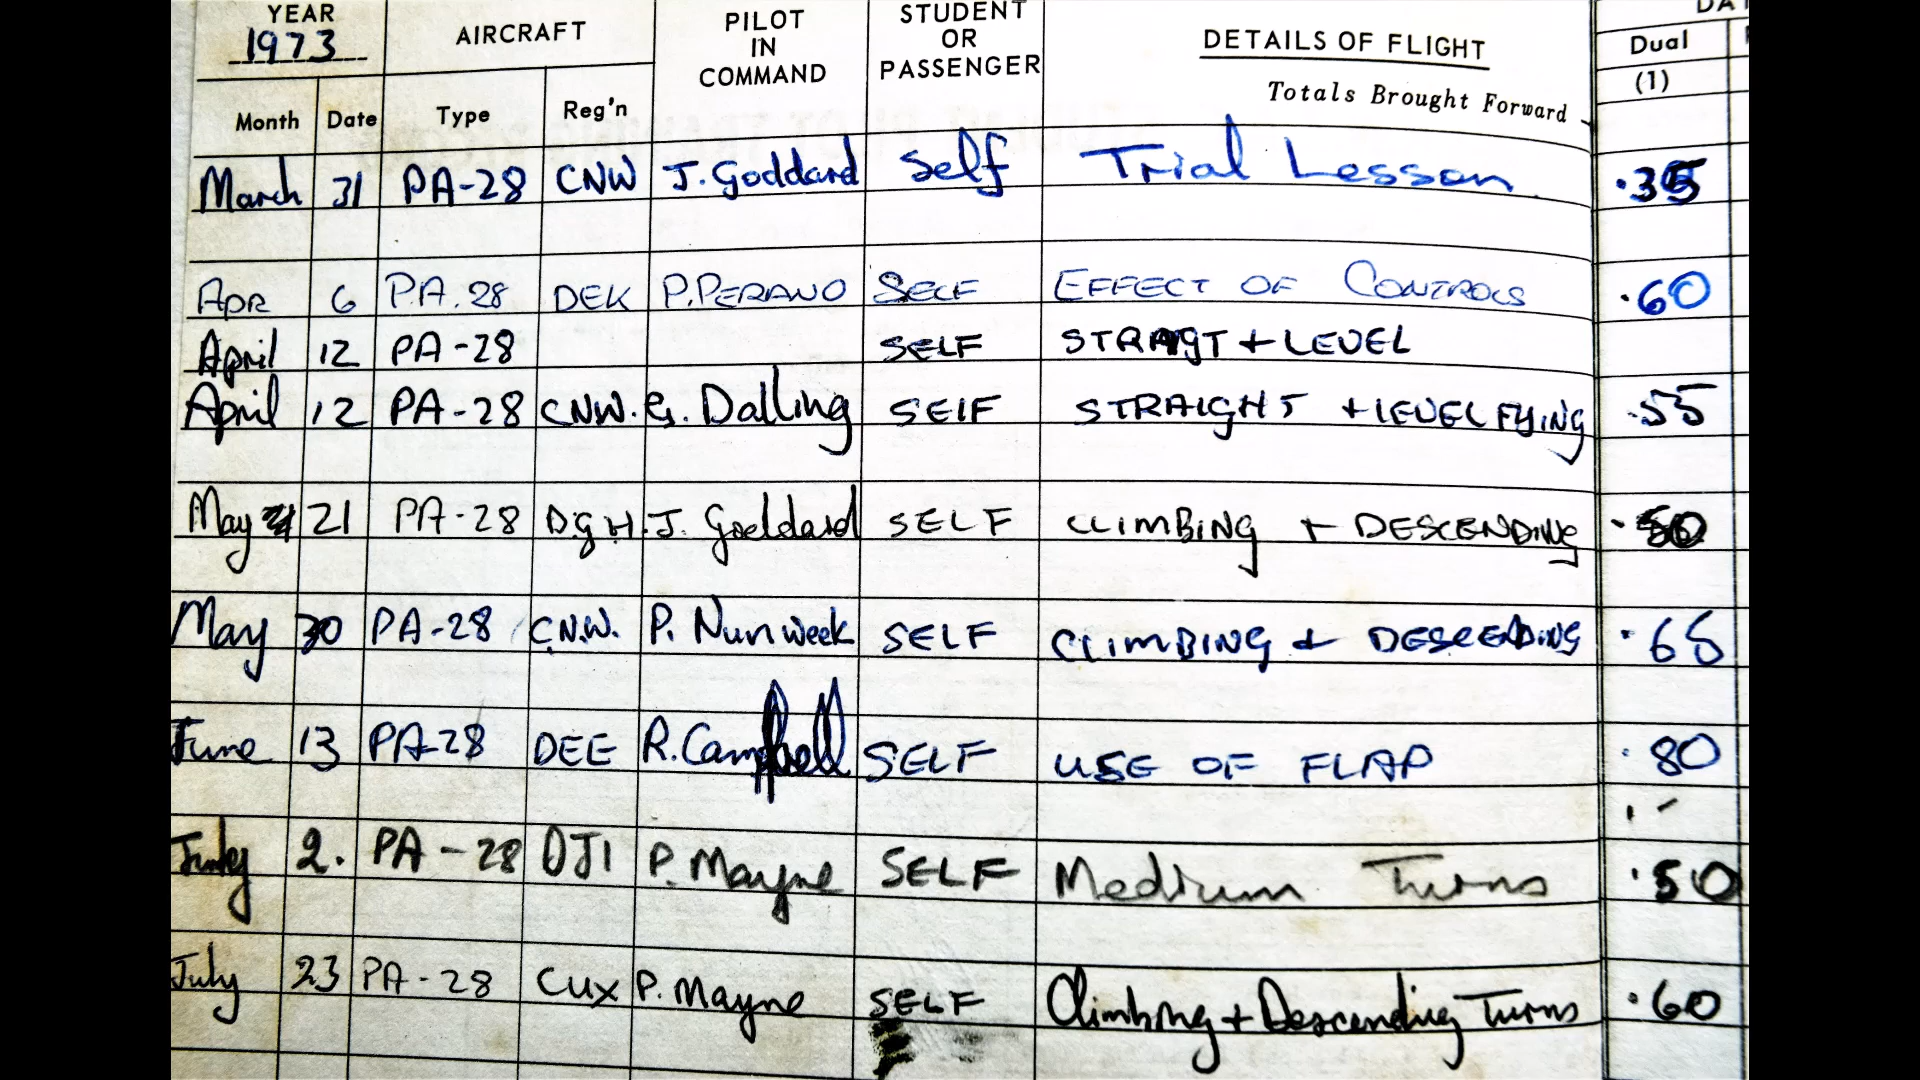 YEAR 1973 AIRCRAFT PILOT IN COMMAND STUDENT OR PASSENGER DETAILS OF FLIGHT
Month Date Type Reg'n Totals Brought Forward Dual (1)
March 31 PA-28 CNW J. Goddard Self Trial Lesson .35
APR 6 P.A. 28 DEK P. PERANO SELF EFFECT OF CONTROLS .60
April 12 PA-28 SELF + LEVEL
April 12 PA-28 CNW. G. Dalling SELF STRAIGHT + LEVEL FLYING .55
May 21 PA-28 D.G.H. J. Goddard SELF CLIMBING + DESCENDING .50
May 30 PA-28 C.N.W. P. Nunweek SELF CLIMBING + DESCENDING .65
June 13 PA-28 DEE R. Campbell SELF USE OF FLAP .80
July 2. PA-28 DJI P. Mayne SELF Medium Turns .50
July 23 PA-28 CUX P. Mayne SELF Climbing + Descending Turns .60